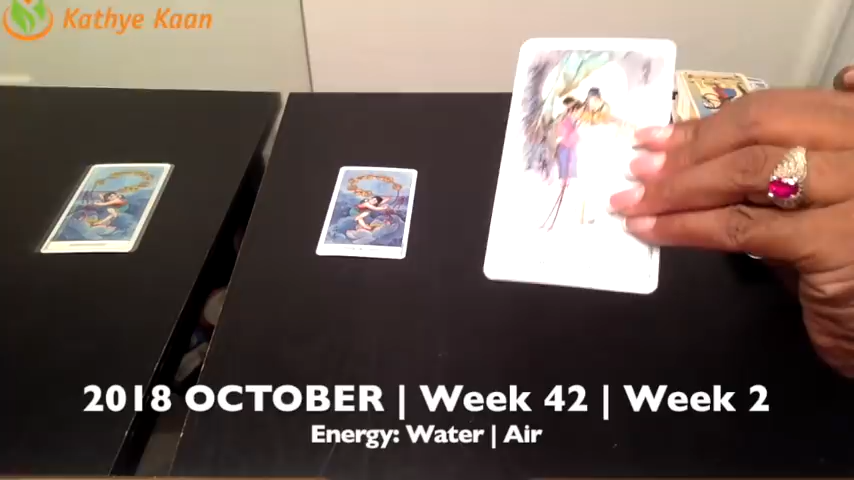 Kathye Kaan
2018 OCTOBER | Week 42 | Week 2
Energy: Water | Air